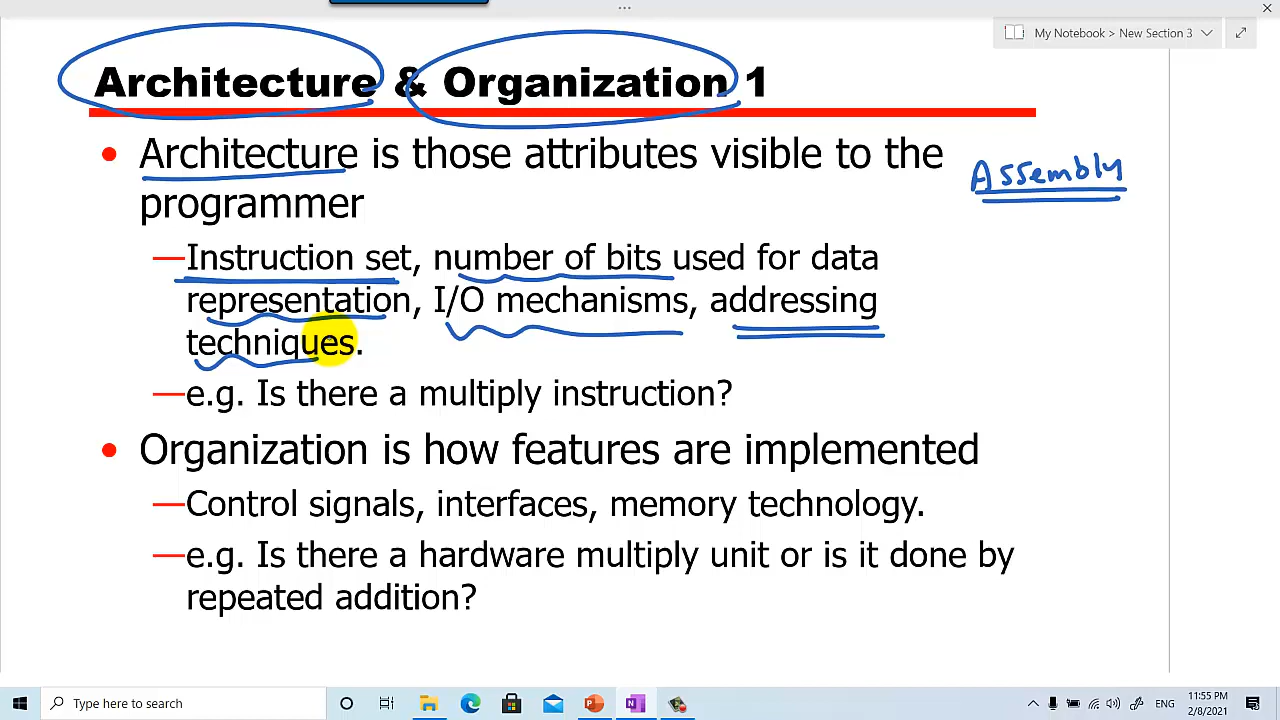 My Notebook > New Section 3
Architecture & Organization 1
• Architecture is those attributes visible to the
programmer
Assembly
—Instruction set, number of bits used for data
representation, I/O mechanisms, addressing
techniques.
—e.g. Is there a multiply instruction?
• Organization is how features are implemented
—Control signals, interfaces, memory technology.
—e.g. Is there a hardware multiply unit or is it done by
repeated addition?
Type here to search
ENG
11:55 PM
2/8/2021